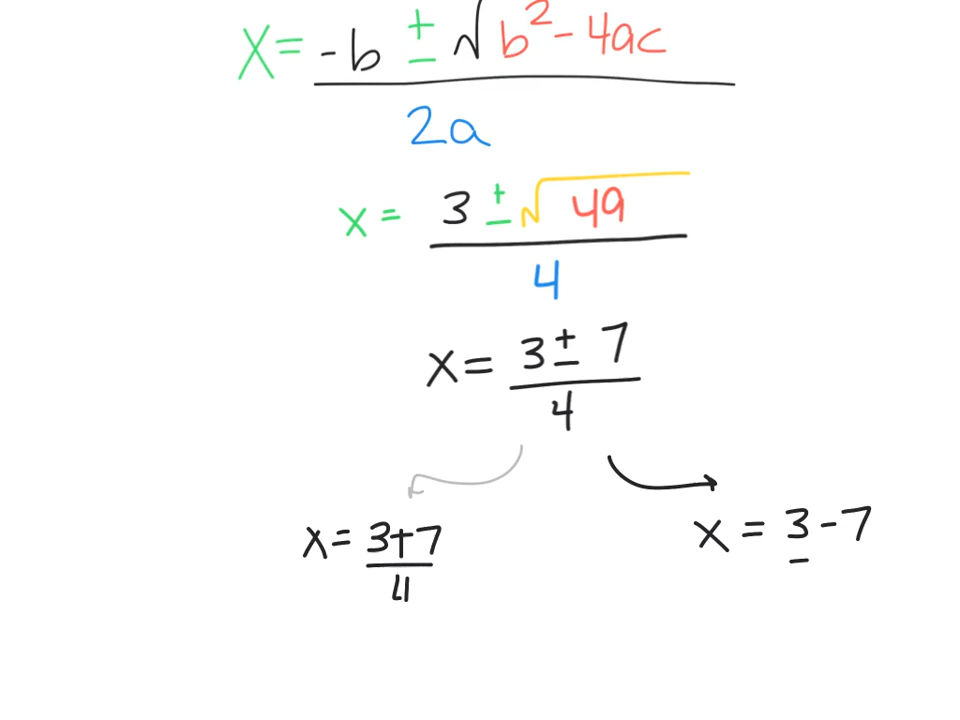 x = -b ± √b² - 4ac
2a
x = 3 ± √49
4
x = 3 ± 7
4
x = 3+7
4
x = 3 - 7